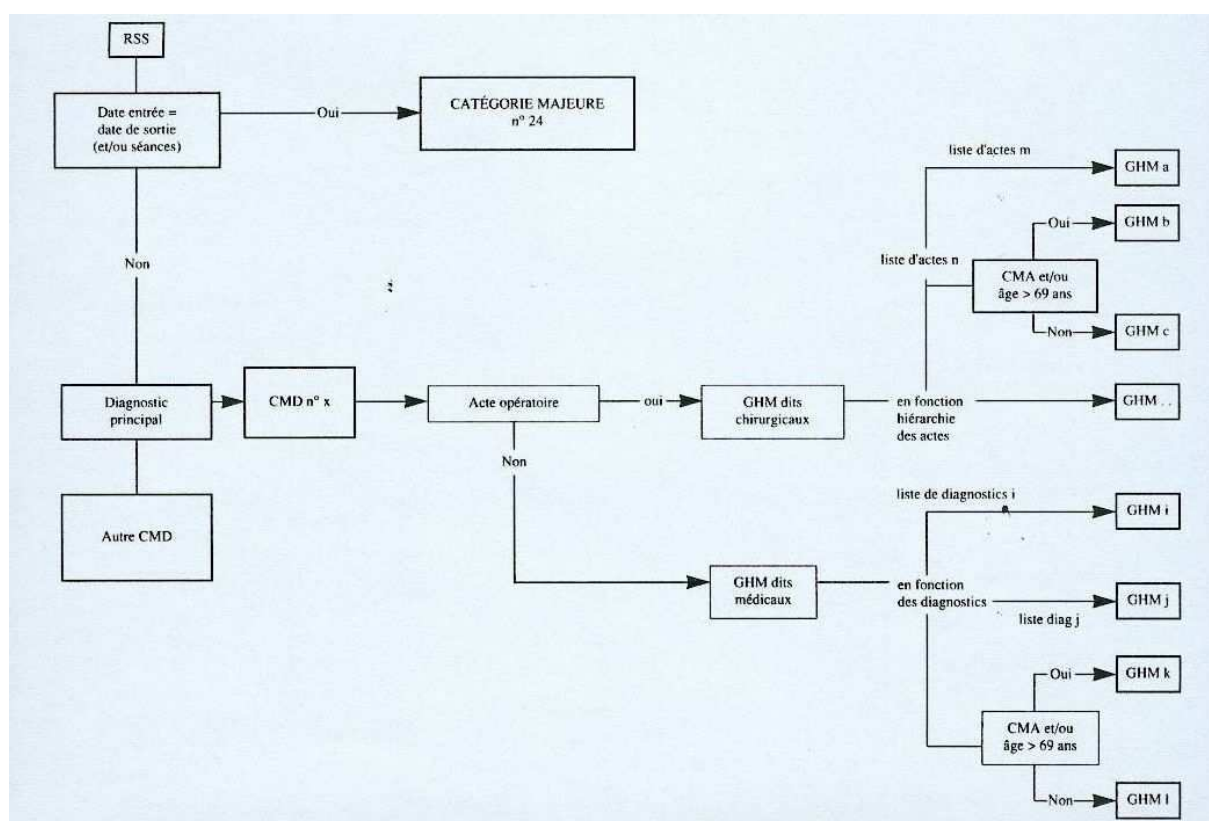 RSS
Date entrée =
date de sortie
(et/ou séances)
Oui
CATÉGORIE MAJEURE
nº 24
Non
Diagnostic
principal
CMD nº x
Autre CMD
Acte opératoire
oui
GHM dits
chirurgicaux
en fonction
hiérarchie
des actes
liste d'actes m
GHM a
liste d'actes n
CMA et/ou
âge > 69 ans
Oui
GHM b
Non
GHM c
GHM . .
Non
GHM dits
médicaux
en fonction
des diagnostics
liste de diagnostics i
GHM i
liste diag j
GHM j
CMA et/ou
âge > 69 ans
Oui
GHM k
Non
GHM l